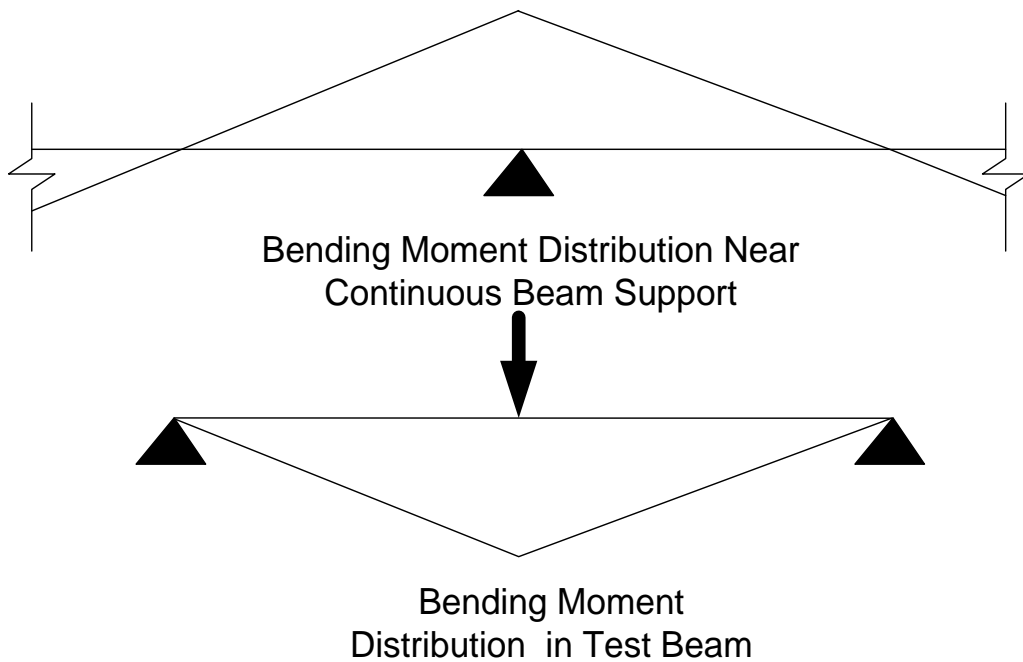 Bending Moment Distribution Near
Continuous Beam Support
Bending Moment
Distribution in Test Beam